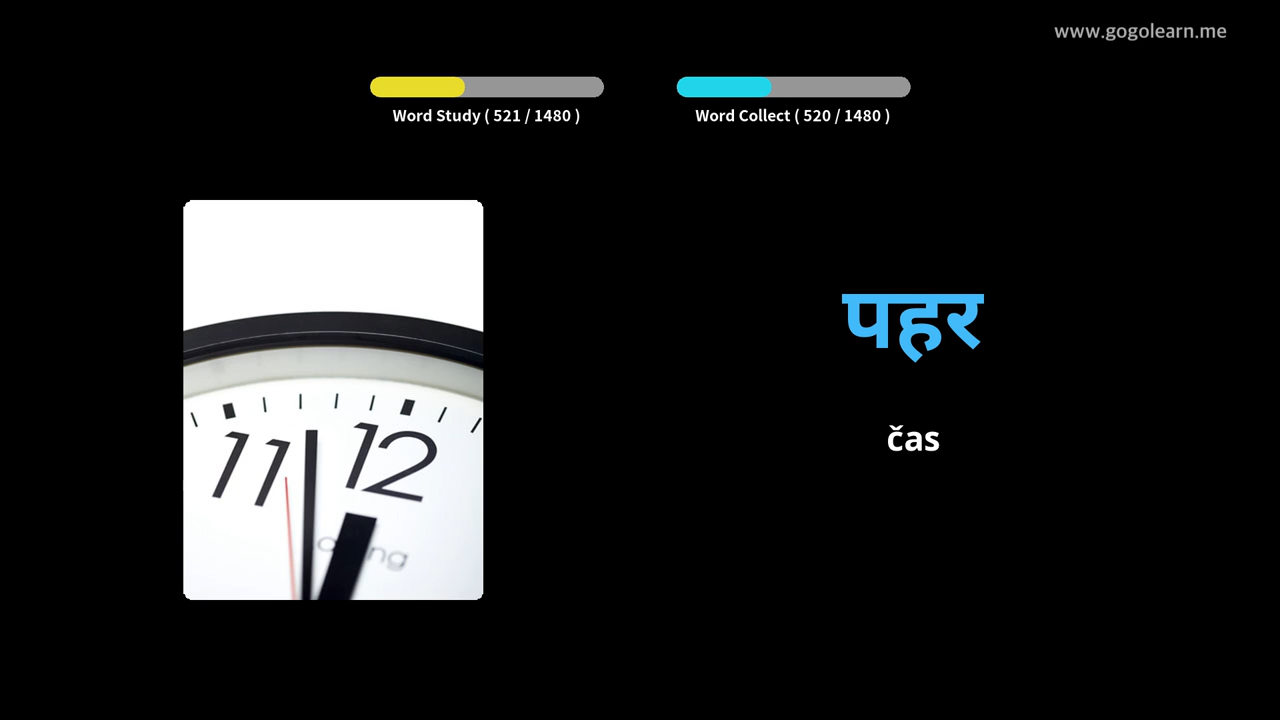 www.gogolearn.me
Word Study ( 521 / 1480 )
Word Collect ( 520 / 1480 )
पहर
čas
11 12